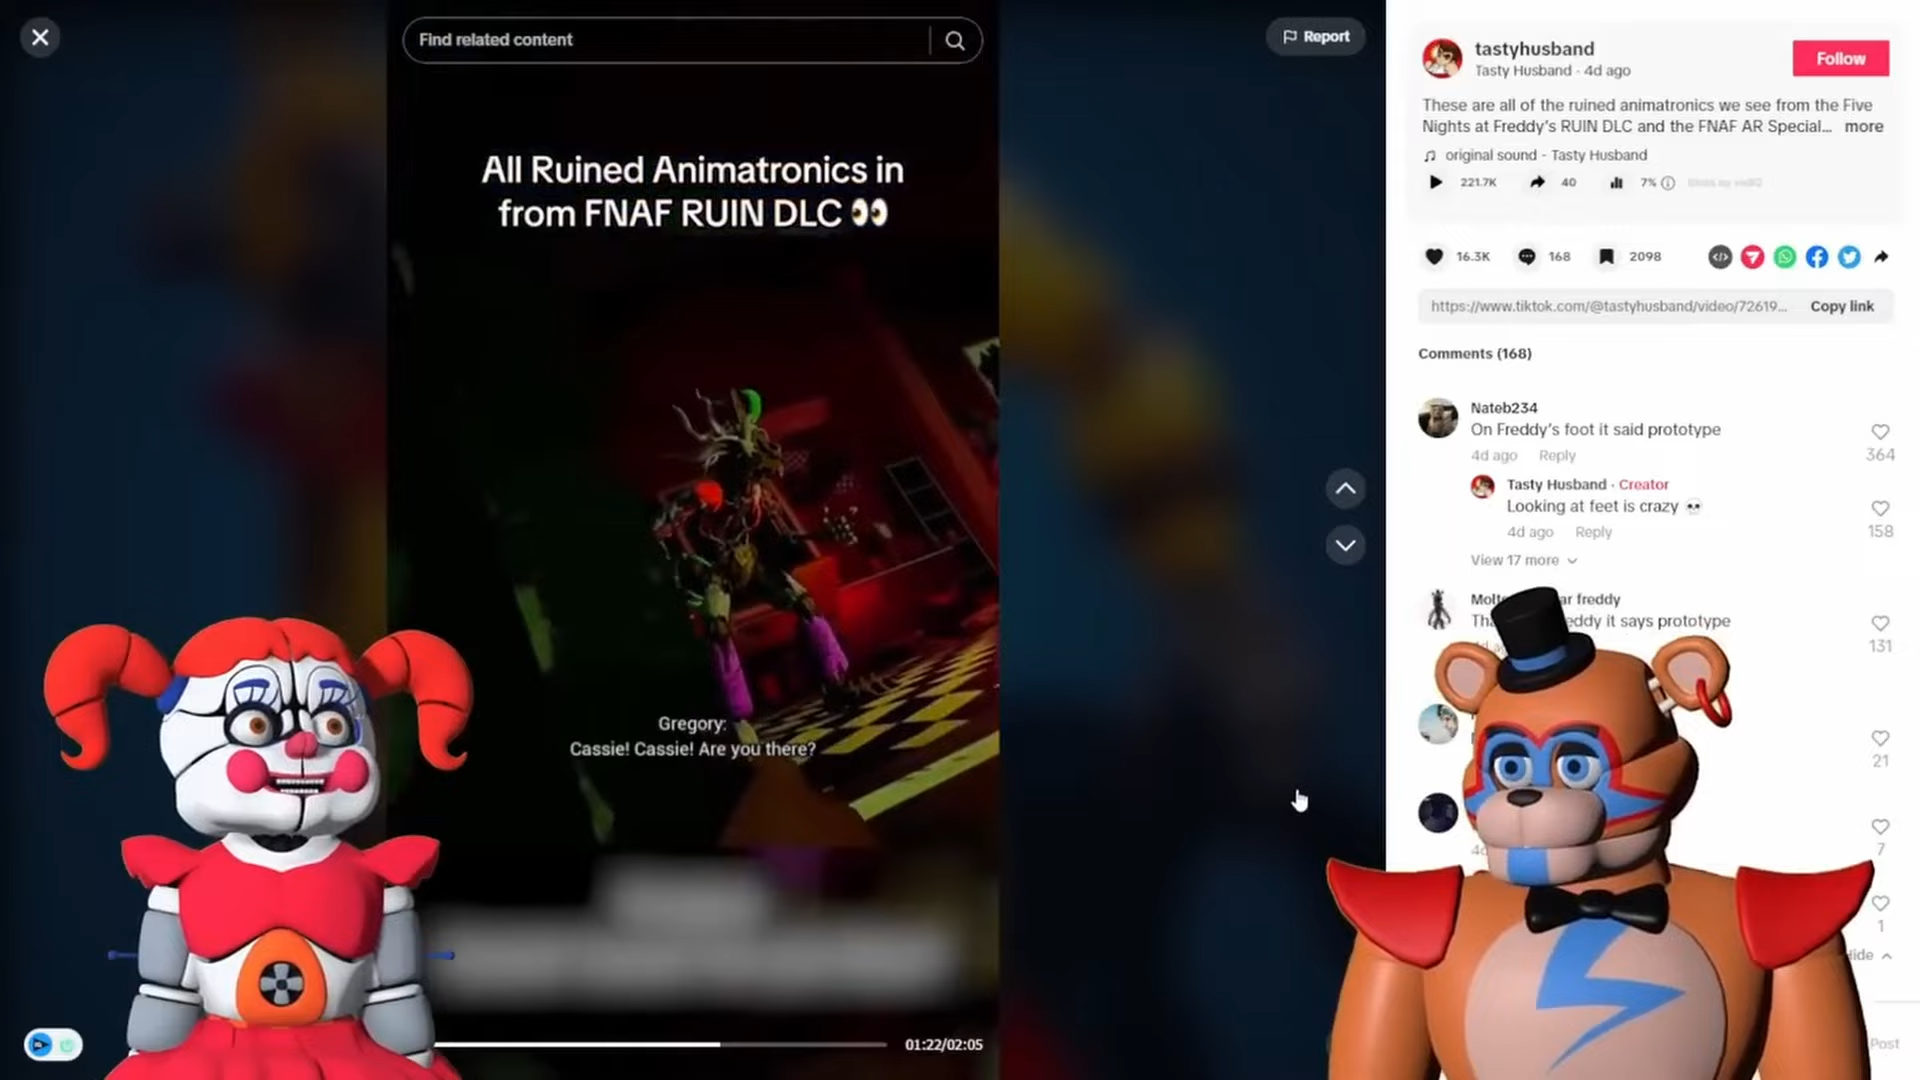 Find related content
Report
All Ruined Animatronics in
from FNAF RUIN DLC 👀
Gregory:
Cassie! Cassie! Are you there?
01:22/02:05
tastyhusband
Tasty Husband · 4d ago
Follow
These are all of the ruined animatronics we see from the Five
Nights at Freddy's RUIN DLC and the FNAF AR Special... more
original sound - Tasty Husband
221.7K
40
7%
16.3K
168
2098
https://www.tiktok.com/@tastyhusband/video/72619...
Copy link
Comments (168)
Nateb234
On Freddy's foot it said prototype
4d ago
Reply
364
Tasty Husband · Creator
Looking at feet is crazy 💀
4d ago
Reply
158
View 17 more
freddy
it says prototype
131
21
7
1
Post